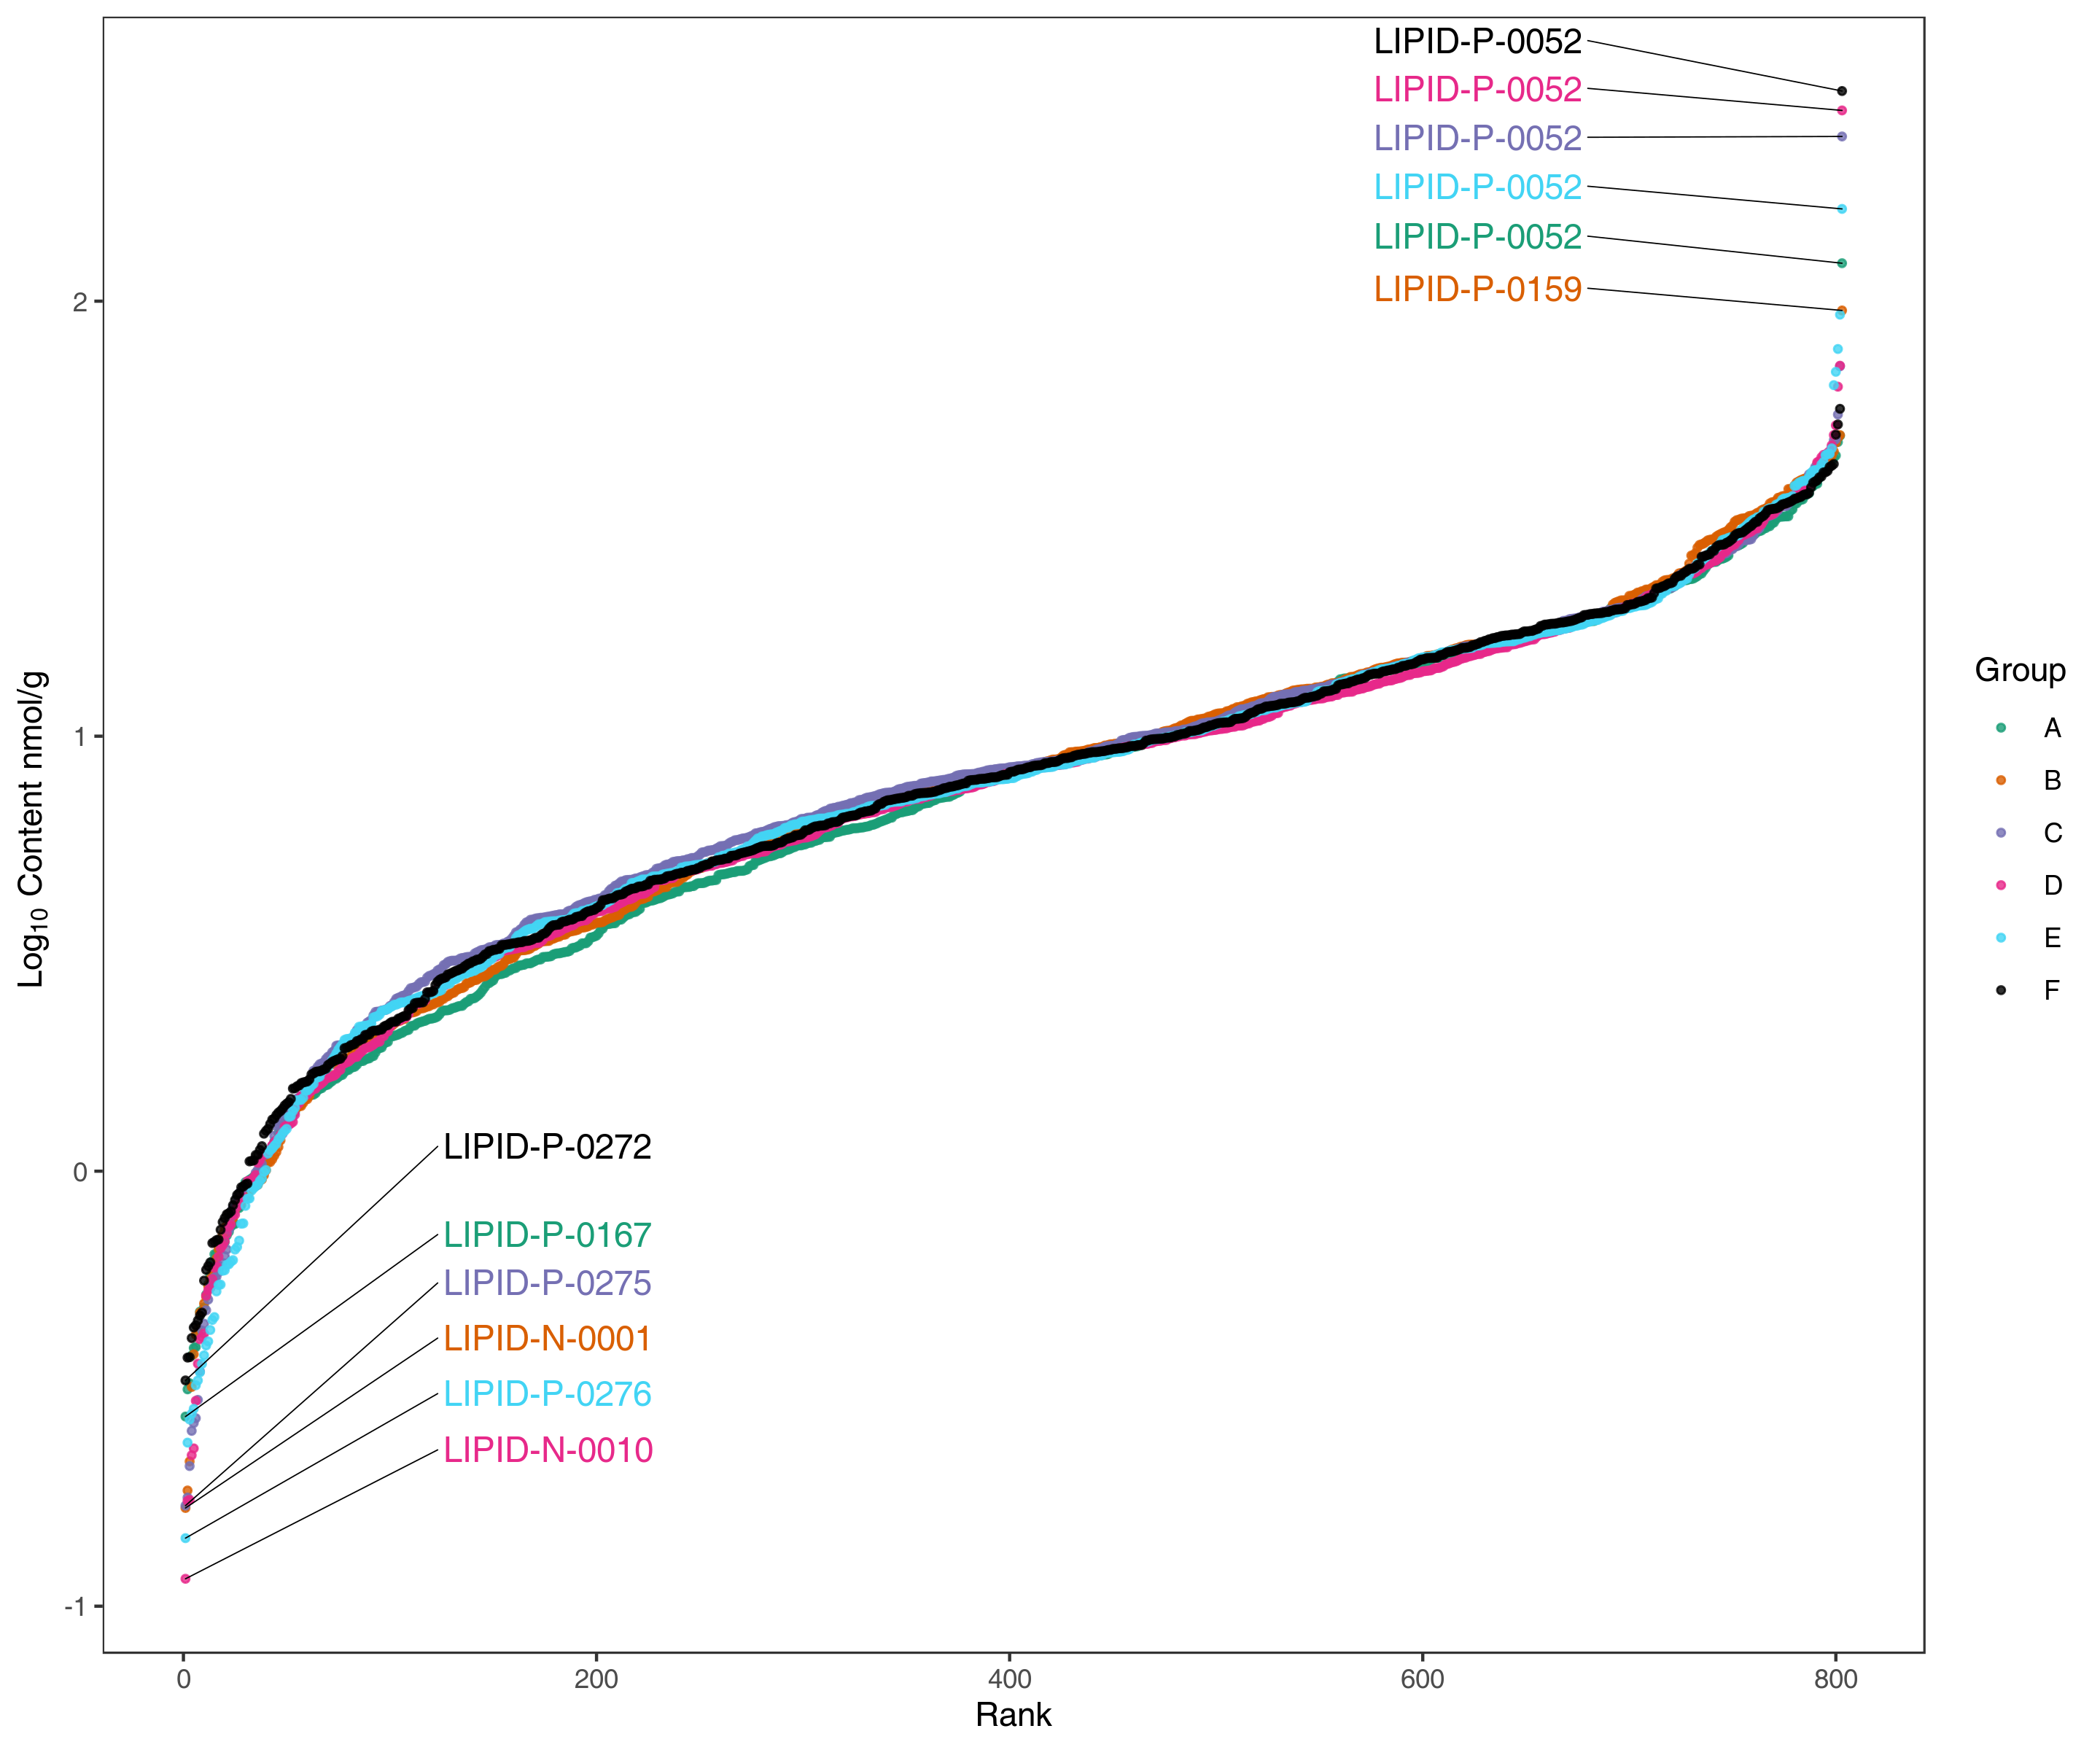 LIPID-P-0052
LIPID-P-0052
LIPID-P-0052
LIPID-P-0052
LIPID-P-0052
LIPID-P-0159
2
1
0
-1
Log10 Content nmol/g
LIPID-P-0272
LIPID-P-0167
LIPID-P-0275
LIPID-N-0001
LIPID-P-0276
LIPID-N-0010
0 200 400 600 800
Rank
Group
A
B
C
D
E
F